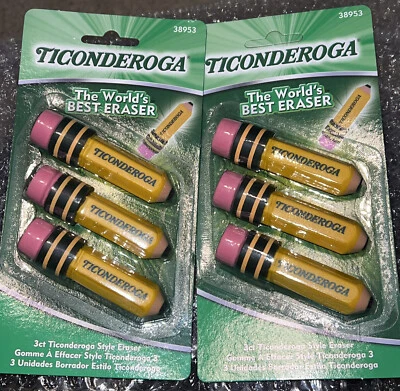 38953
TICONDEROGA
The World's
BEST ERASER
TICONDEROGA
TICONDEROGA
TICONDEROGA
TICONDEROGA
3ct Ticonderoga Style Eraser
Gomme À Effacer Style Ticonderoga 3
3 Unidades Borrador Estilo Ticonderoga
38953
TICONDEROGA
The World's
BEST ERASER
TICONDEROGA
TICONDEROGA
TICONDEROGA
TICONDEROGA
3ct Ticonderoga Style Eraser
Gomme À Effacer Style Ticonderoga 3
3 Unidades Borrador Estilo Ticonderoga